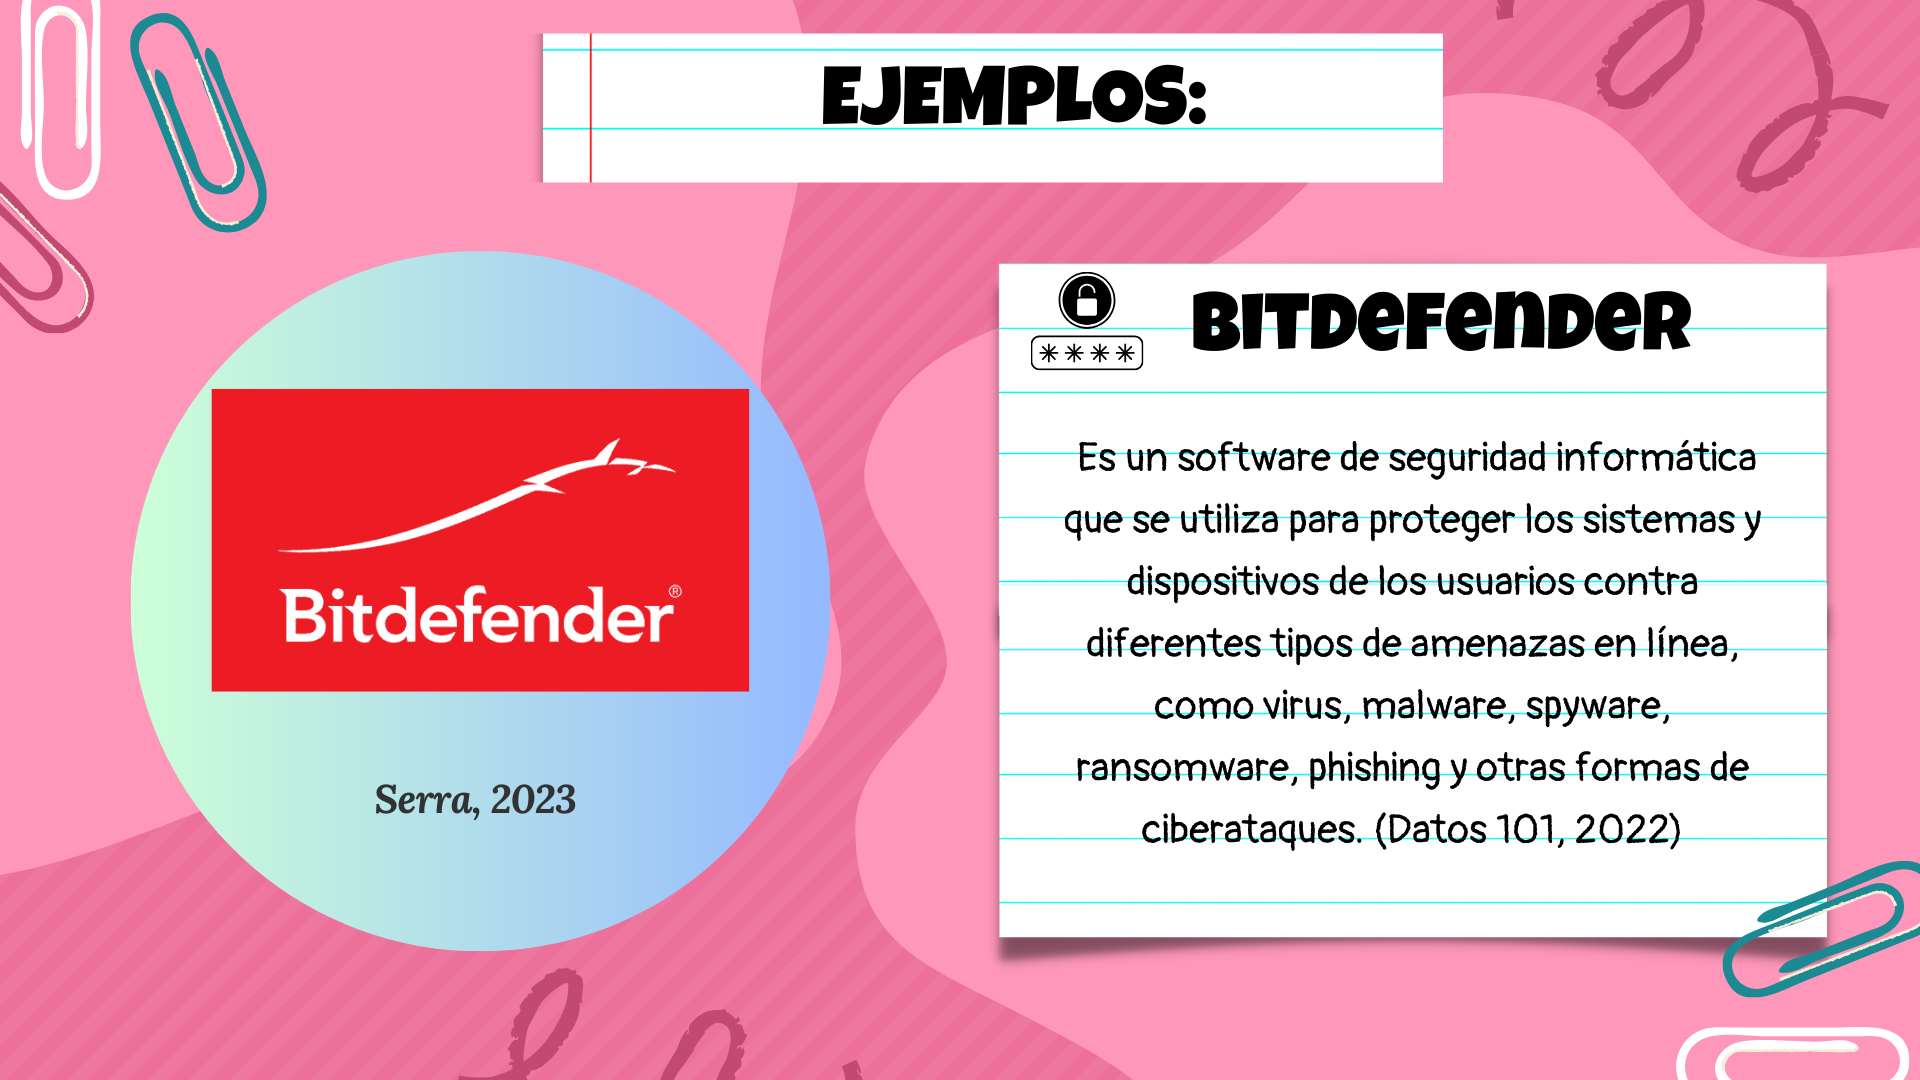 EJEMPLOS:
Bitdefender®
Serra, 2023
****
BITDEFENDER
Es un software de seguridad informática
que se utiliza para proteger los sistemas y
dispositivos de los usuarios contra
diferentes tipos de amenazas en línea,
como virus, malware, spyware,
ransomware, phishing y otras formas de
ciberataques. (Datos 101, 2022)